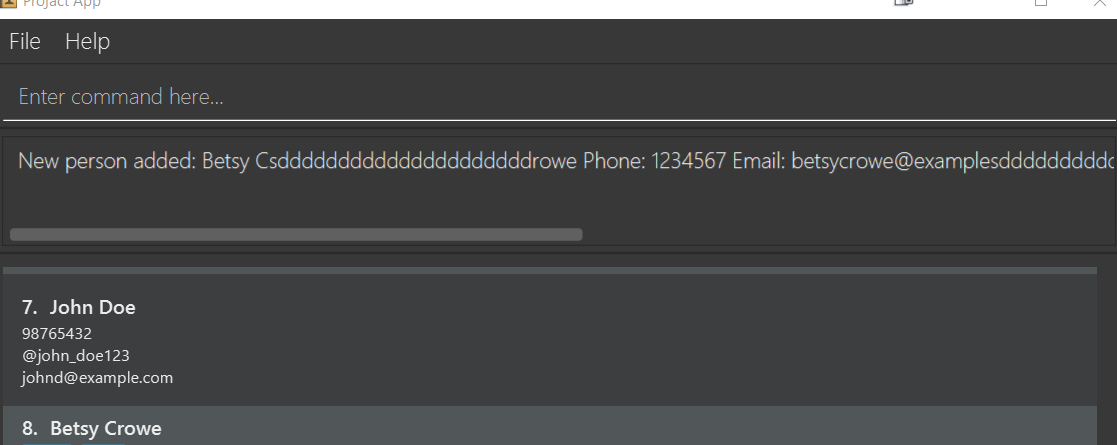 Project App
File Help
Enter command here...
New person added: Betsy Csdddddddddddddddddddddrowe Phone: 1234567 Email: betsycrowe@examplesdddddddddd
7. John Doe
98765432
@john_doe123
johnd@example.com
8. Betsy Crowe